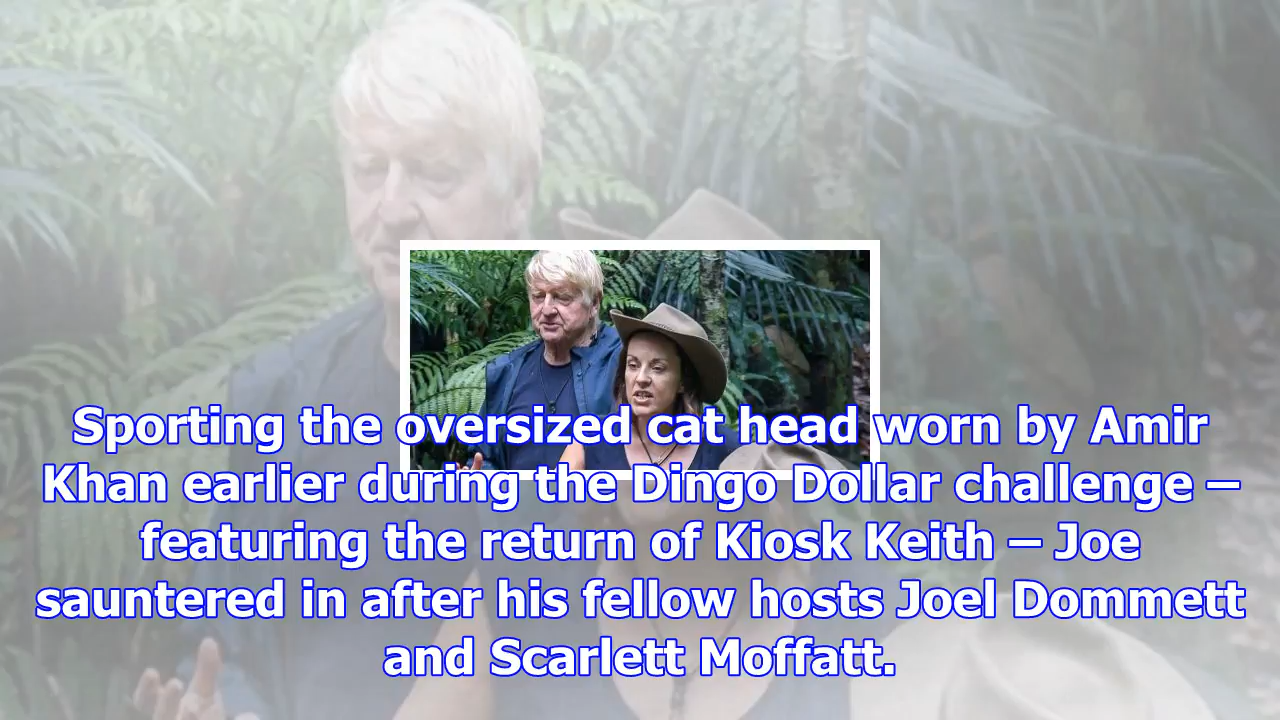 Sporting the oversized cat head worn by Amir
Khan earlier during the Dingo Dollar challenge –
featuring the return of Kiosk Keith – Joe
sauntered in after his fellow hosts Joel Dommett
and Scarlett Moffatt.